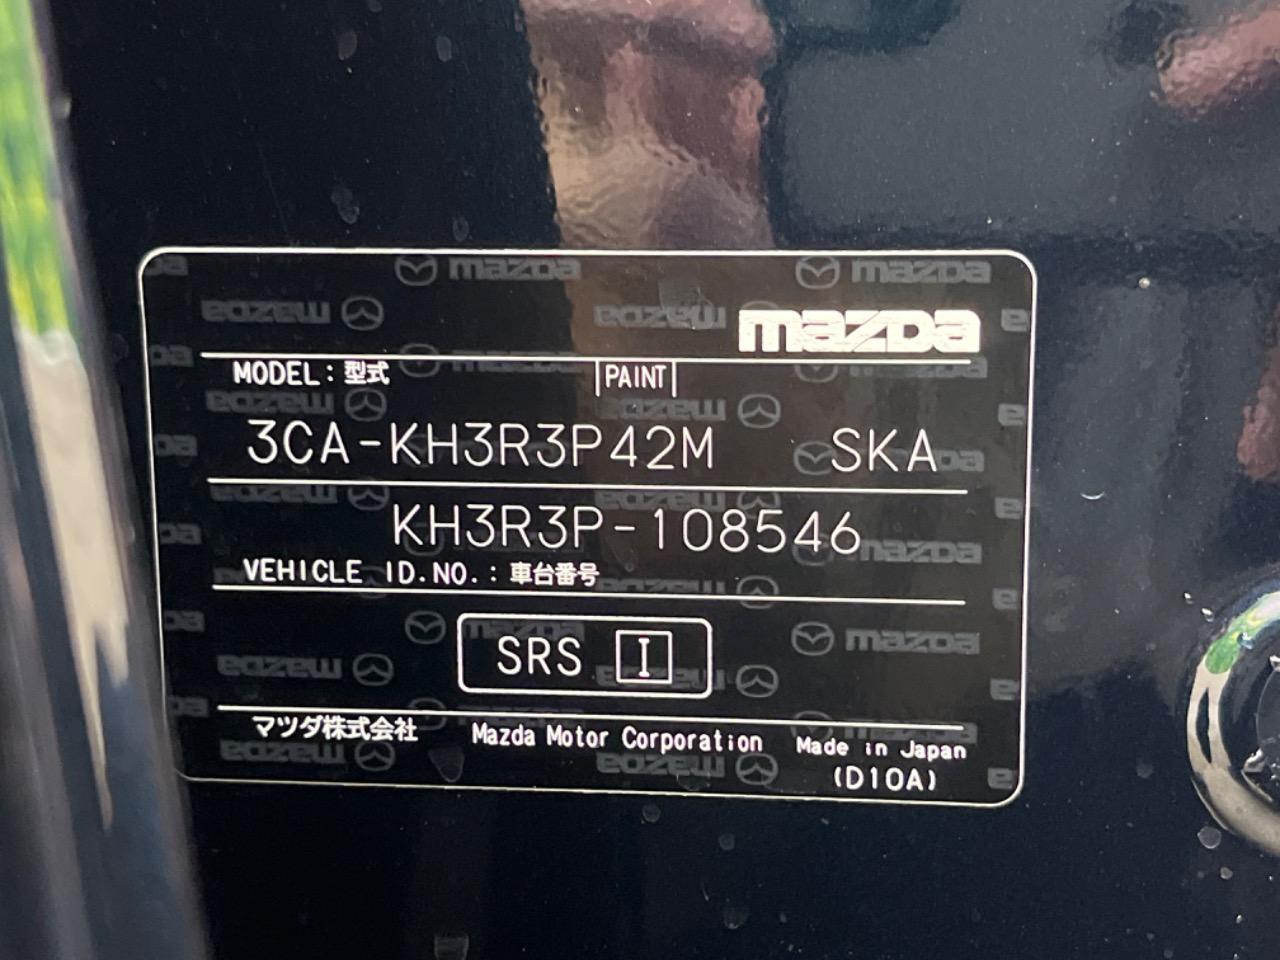 mazda
MODEL：型式 |PAINT|
3CA-KH3R3P42M SKA
KH3R3P-108546
VEHICLE ID.NO.：車台番号
SRS I
マツダ株式会社 Mazda Motor Corporation Made in Japan
(D10A)